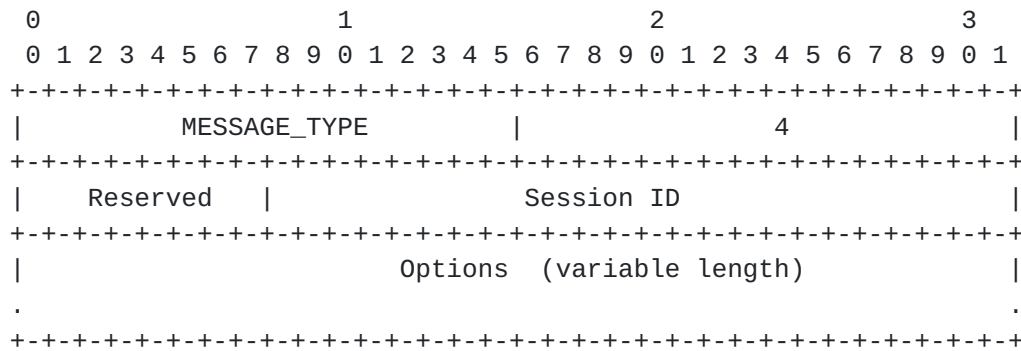 0                   1                   2                   3
0 1 2 3 4 5 6 7 8 9 0 1 2 3 4 5 6 7 8 9 0 1 2 3 4 5 6 7 8 9 0 1
+-+-+-+-+-+-+-+-+-+-+-+-+-+-+-+-+-+-+-+-+-+-+-+-+-+-+-+-+-+-+-+-+
|          MESSAGE_TYPE         |                4              |
+-+-+-+-+-+-+-+-+-+-+-+-+-+-+-+-+-+-+-+-+-+-+-+-+-+-+-+-+-+-+-+-+
|    Reserved   |                Session ID                     |
+-+-+-+-+-+-+-+-+-+-+-+-+-+-+-+-+-+-+-+-+-+-+-+-+-+-+-+-+-+-+-+-+
|                        Options  (variable length)             |
.                                                               .
+-+-+-+-+-+-+-+-+-+-+-+-+-+-+-+-+-+-+-+-+-+-+-+-+-+-+-+-+-+-+-+-+